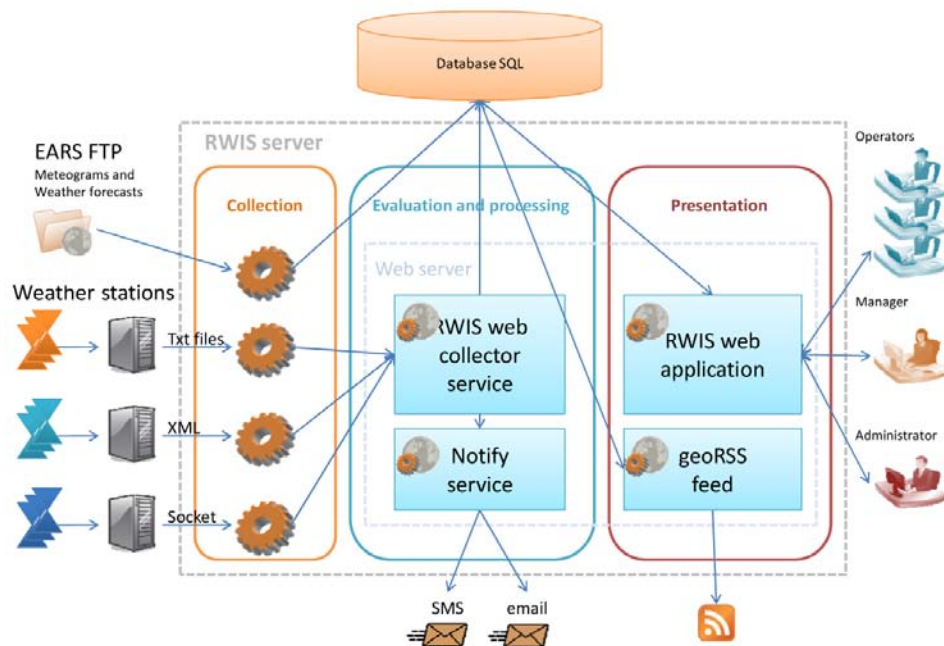 Database SQL
RWIS server
EARS FTP
Meteograms and
Weather forecasts
Operators
Collection
Evaluation and processing
Presentation
Web server
Weather stations
Txt files
RWIS web
collector
service
RWIS web
application
Manager
XML
Notify
service
geoRSS
feed
Administrator
Socket
SMS
email